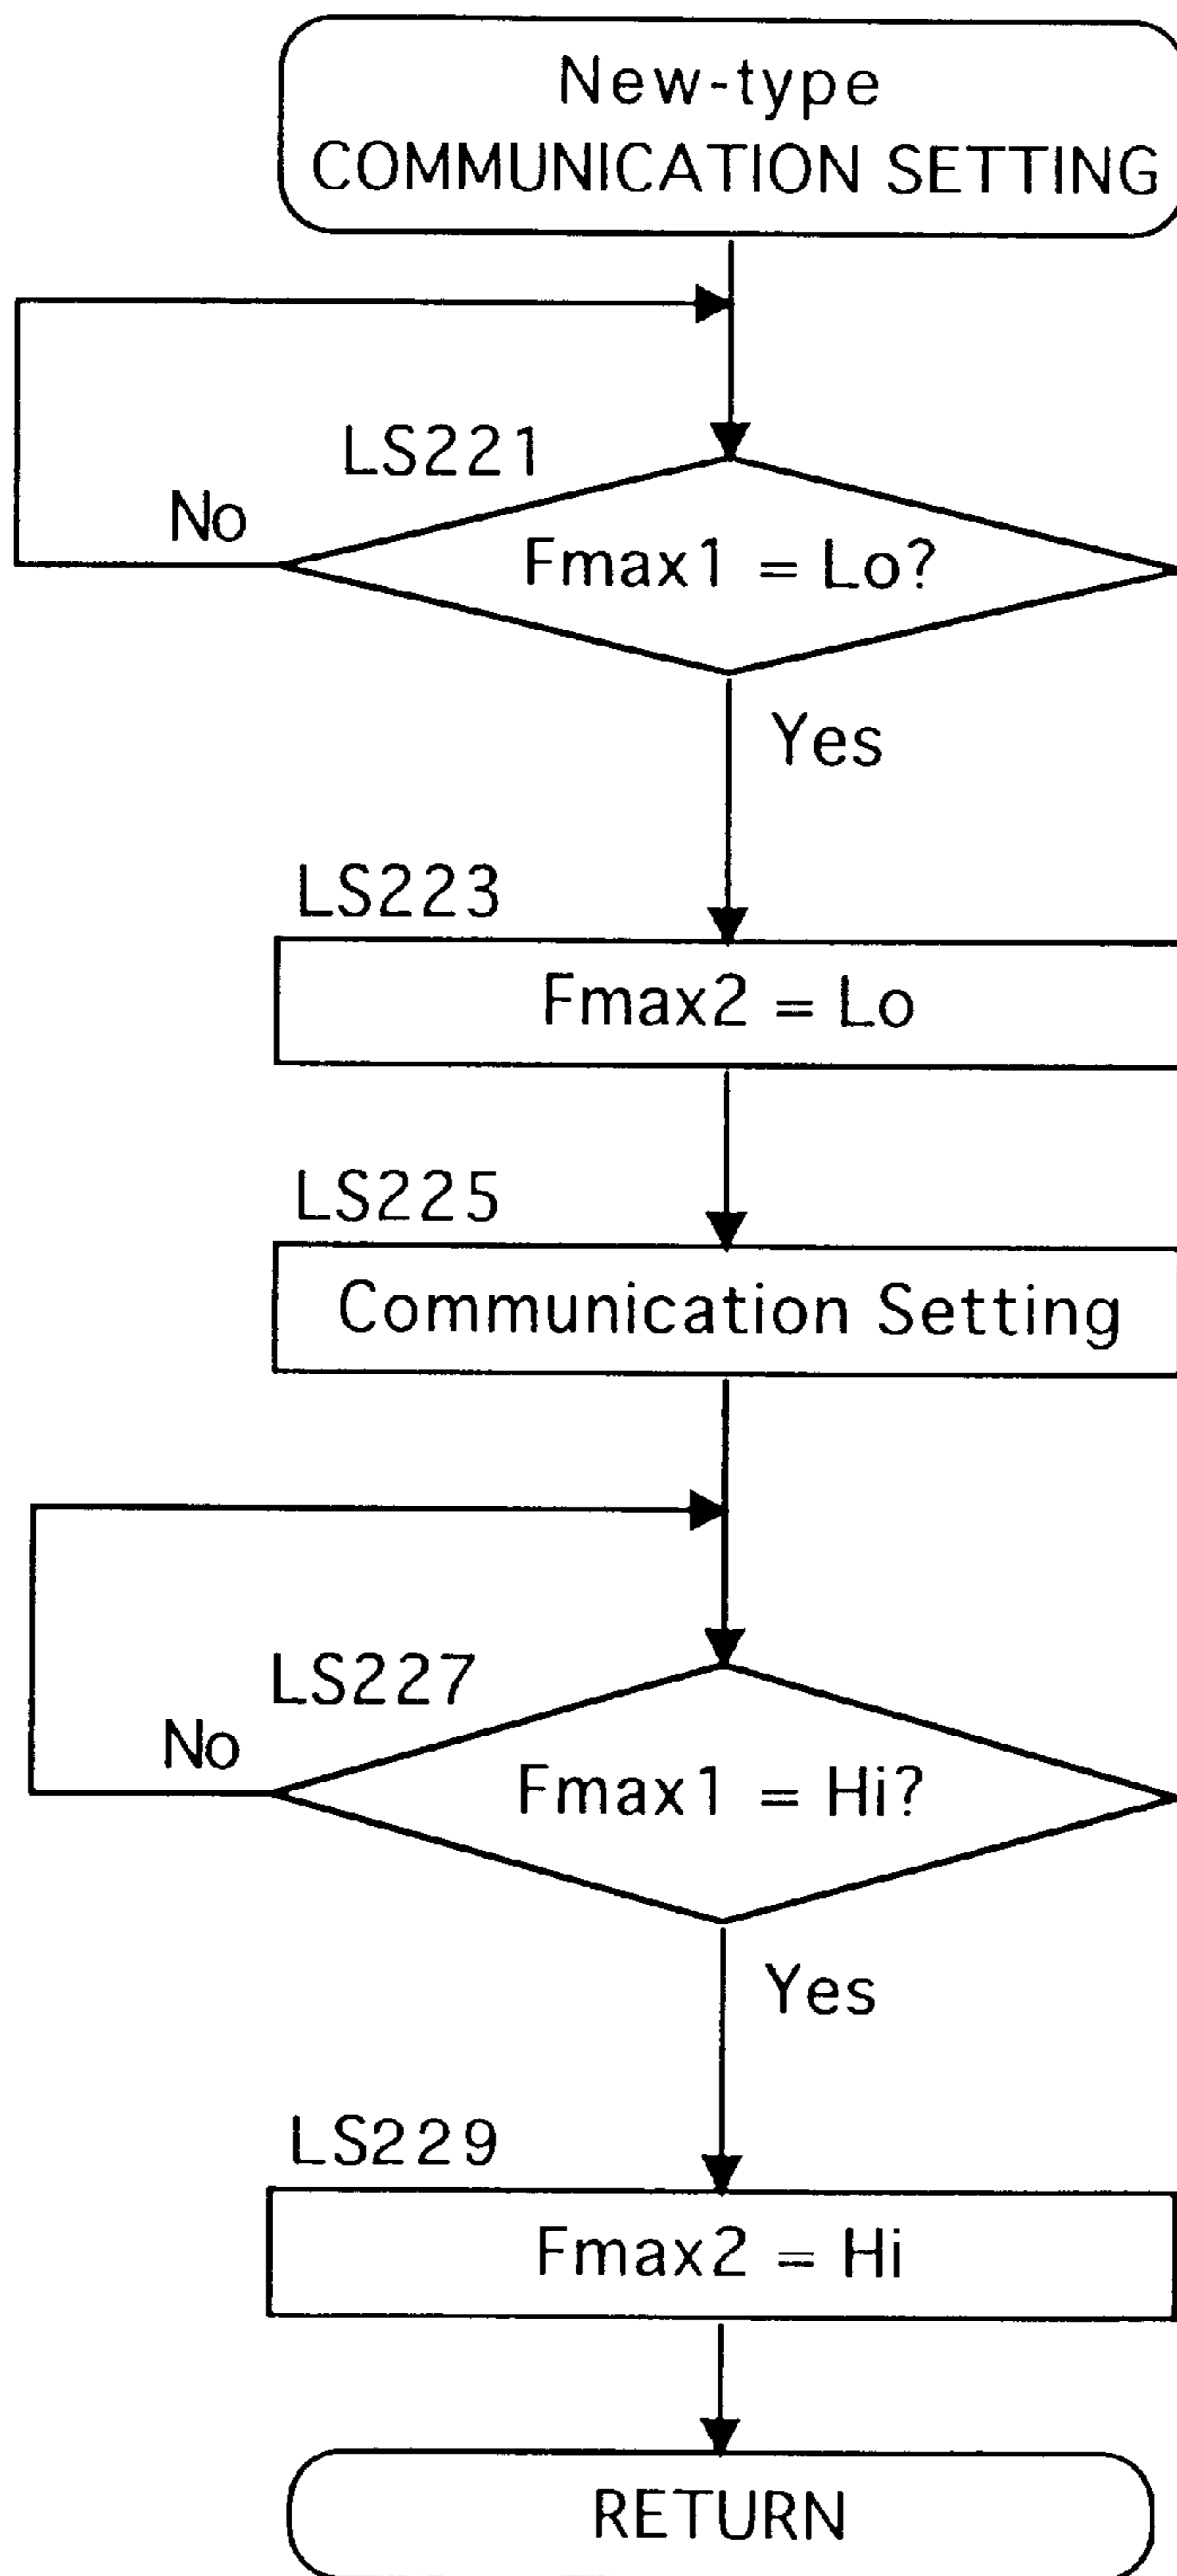 New-type
COMMUNICATION SETTING
LS221
No
Fmax1 = Lo?
Yes
LS223
Fmax2 = Lo
LS225
Communication Setting
LS227
No
Fmax1 = Hi?
Yes
LS229
Fmax2 = Hi
RETURN